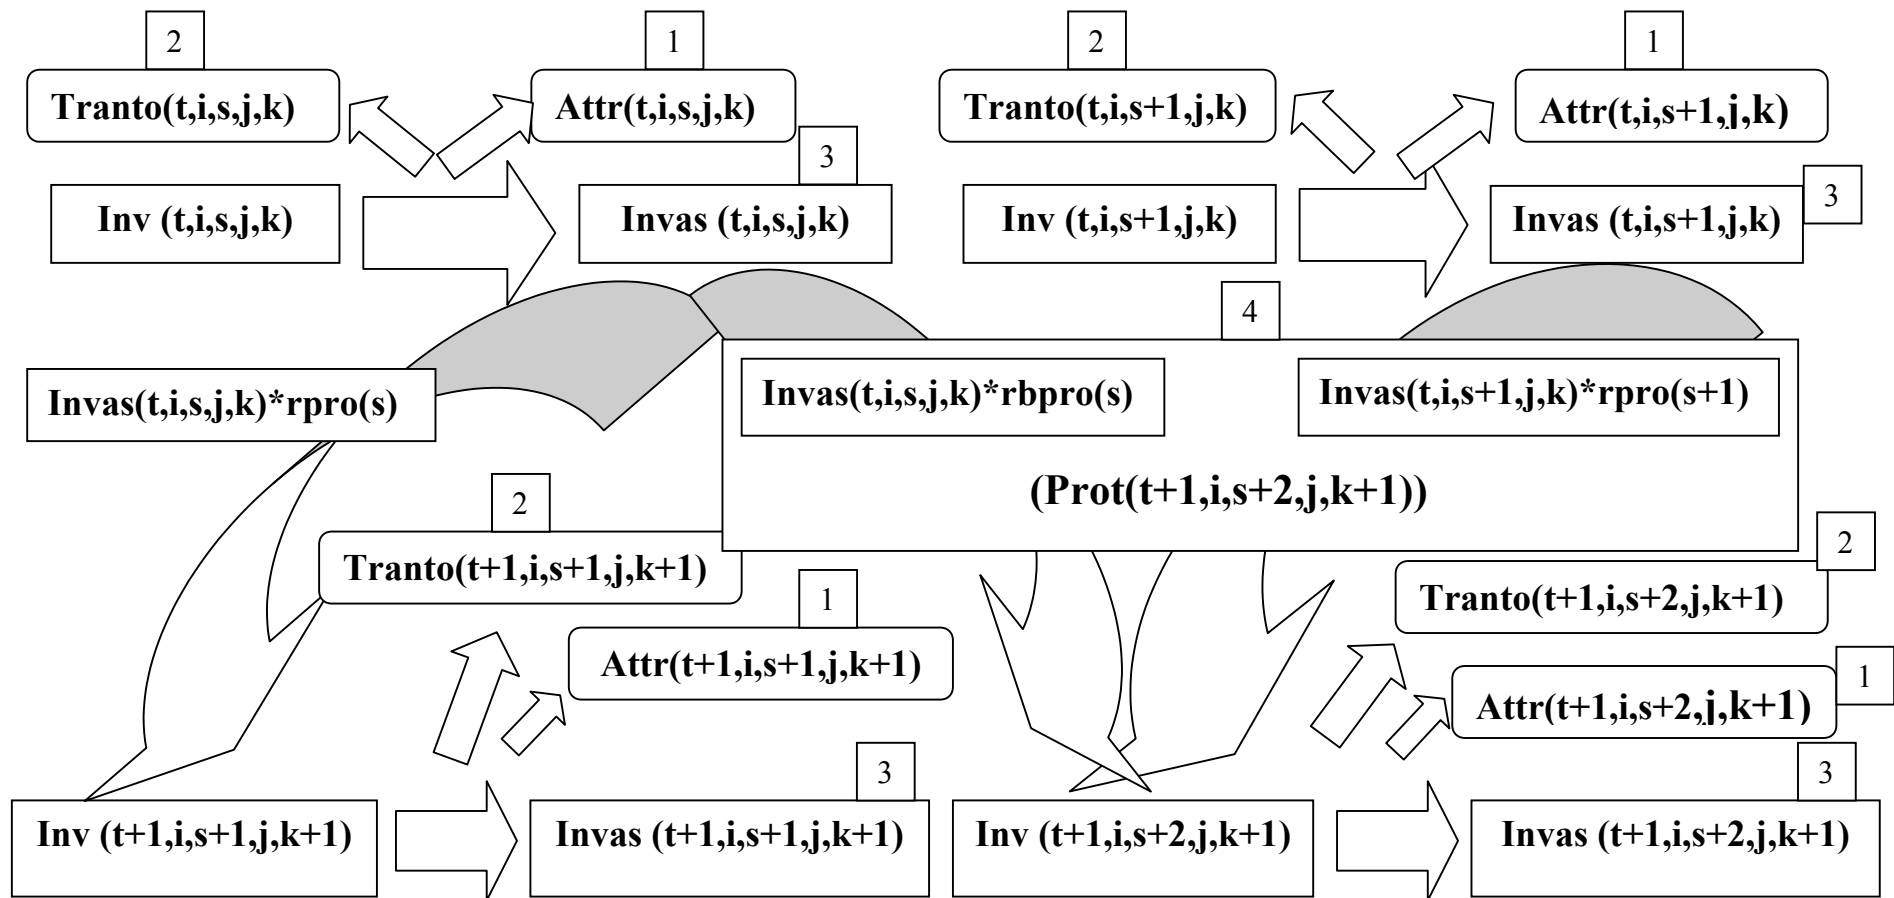 2
1
2
1
Tranto(t,i,s,j,k)
Attr(t,i,s,j,k)
Tranto(t,i,s+1,j,k)
Attr(t,i,s+1,j,k)
3
3
Inv (t,i,s,j,k)
Invas (t,i,s,j,k)
Inv (t,i,s+1,j,k)
Invas (t,i,s+1,j,k)
4
Invas(t,i,s,j,k)*rpro(s)
Invas(t,i,s,j,k)*rbpro(s)
Invas(t,i,s+1,j,k)*rpro(s+1)
(Prot(t+1,i,s+2,j,k+1))
2
2
Tranto(t+1,i,s+1,j,k+1)
Tranto(t+1,i,s+2,j,k+1)
1
1
Attr(t+1,i,s+1,j,k+1)
Attr(t+1,i,s+2,j,k+1)
3
3
Inv (t+1,i,s+1,j,k+1)
Invas (t+1,i,s+1,j,k+1)
Inv (t+1,i,s+2,j,k+1)
Invas (t+1,i,s+2,j,k+1)